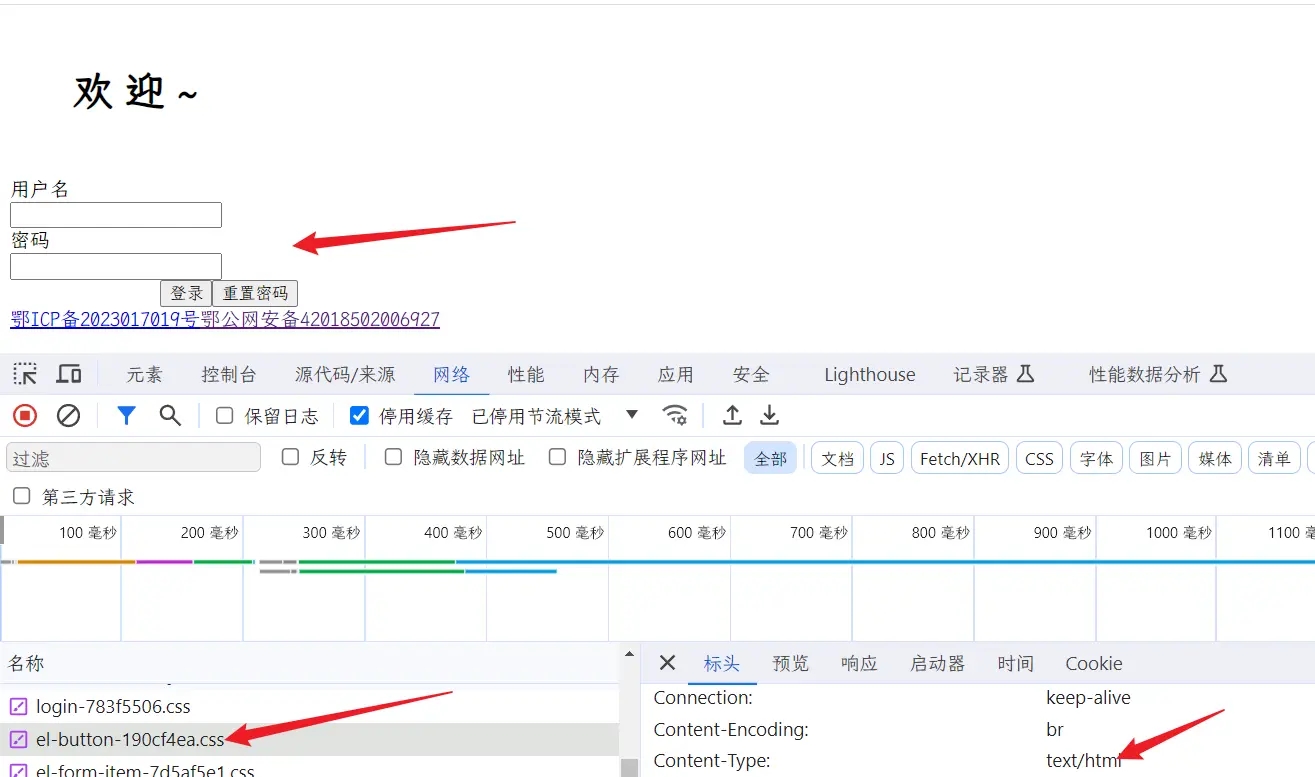 欢 迎 ~
用户名
密码
登录 重置密码
鄂ICP备2023017019号鄂公网安备42018502006927
元素 控制台 源代码/来源 网络 性能 内存 应用 安全 Lighthouse 记录器 性能数据分析
保留日志 停用缓存 已停用节流模式
过滤 反转 隐藏数据网址 隐藏扩展程序网址 全部 文档 JS Fetch/XHR CSS 字体 图片 媒体 清单
第三方请求
100 毫秒 200 毫秒 300 毫秒 400 毫秒 500 毫秒 600 毫秒 700 毫秒 800 毫秒 900 毫秒 1000 毫秒 1100
名称 标头 预览 响应 启动器 时间 Cookie
Connection: keep-alive
login-783f5506.css
Content-Encoding: br
el-button-190cf4ea.css
Content-Type: text/html
el-form-item-7d5af5e1.css